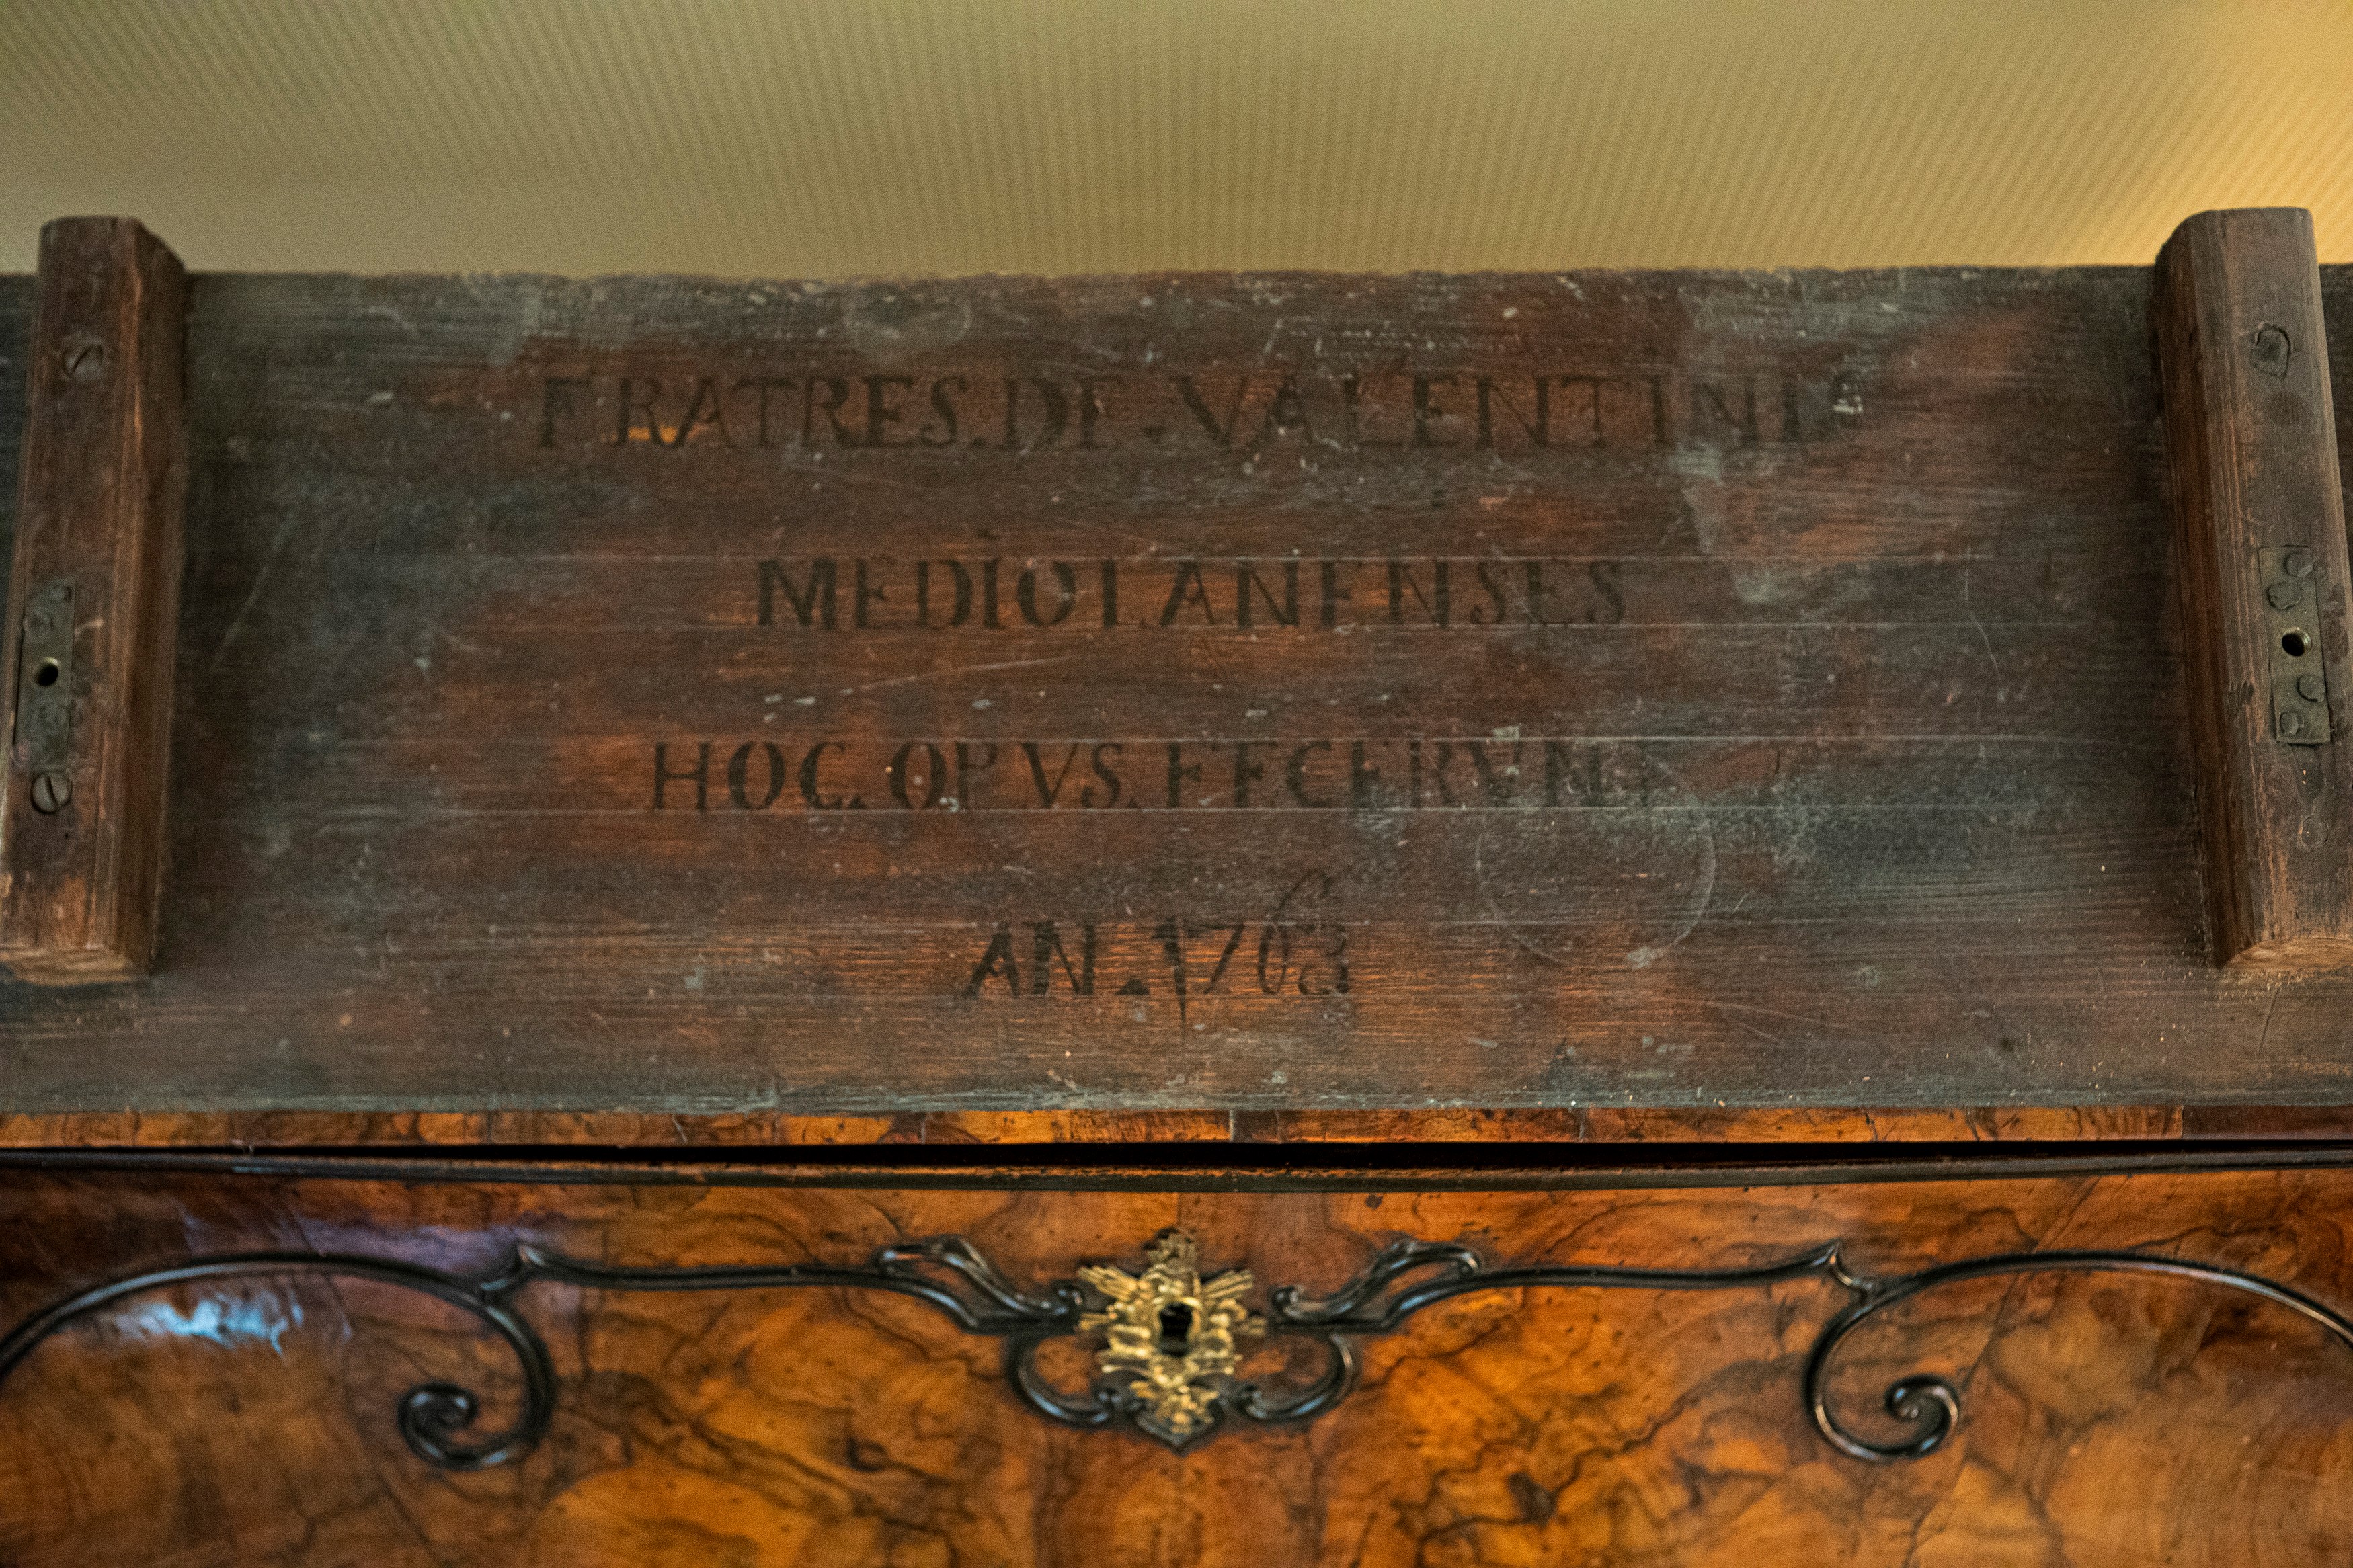 FRATRES.DE.VALENTINIS
MEDIOLANENSES
HOC.OPVS.FECERVNT
AN.1763